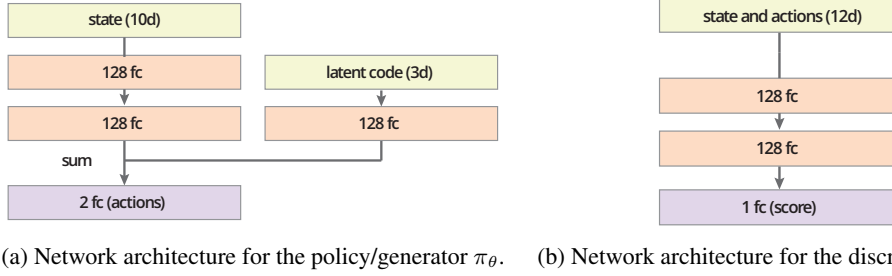 state (10d)
128 fc
latent code (3d)
128 fc
128 fc
sum
2 fc (actions)
(a) Network architecture for the policy/generator πθ.
state and actions (12d)
128 fc
128 fc
1 fc (score)
(b) Network architecture for the discr